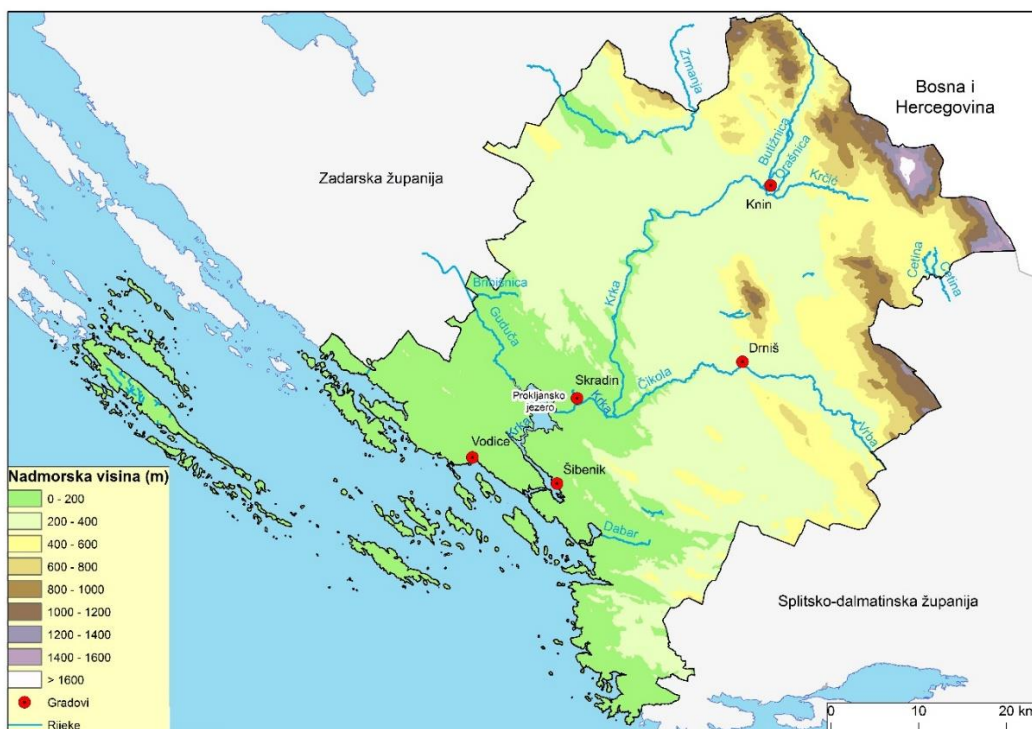 Zrmanja
Bosna i
Hercegovina
Butižnica
Orašnica
Zadarska županija
Krčić
Knin
Cetina
Cetina
Bribišnica
Krka
Guduča
Drniš
Čikola
Skradin
Prokljansko
jezero
Krka
Krka
Vrba
Vodice
Šibenik
Dabar
Splitsko-dalmatinska županija
Nadmorska visina (m)
0 - 200
200 - 400
400 - 600
600 - 800
800 - 1000
1000 - 1200
1200 - 1400
1400 - 1600
> 1600
Gradovi
Rijeke
0 10 20 km